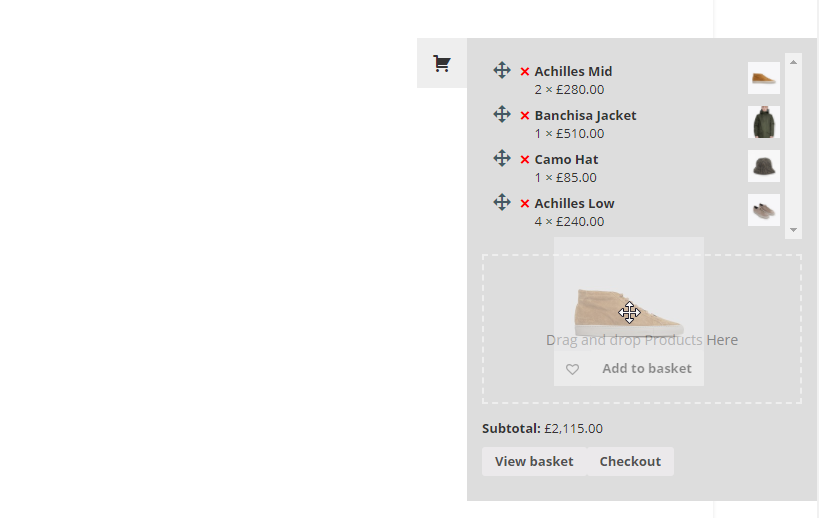 Achilles Mid
2 × £280.00
Banchisa Jacket
1 × £510.00
Camo Hat
1 × £85.00
Achilles Low
4 × £240.00
Drag and drop Products Here
Add to basket
Subtotal: £2,115.00
View basket Checkout